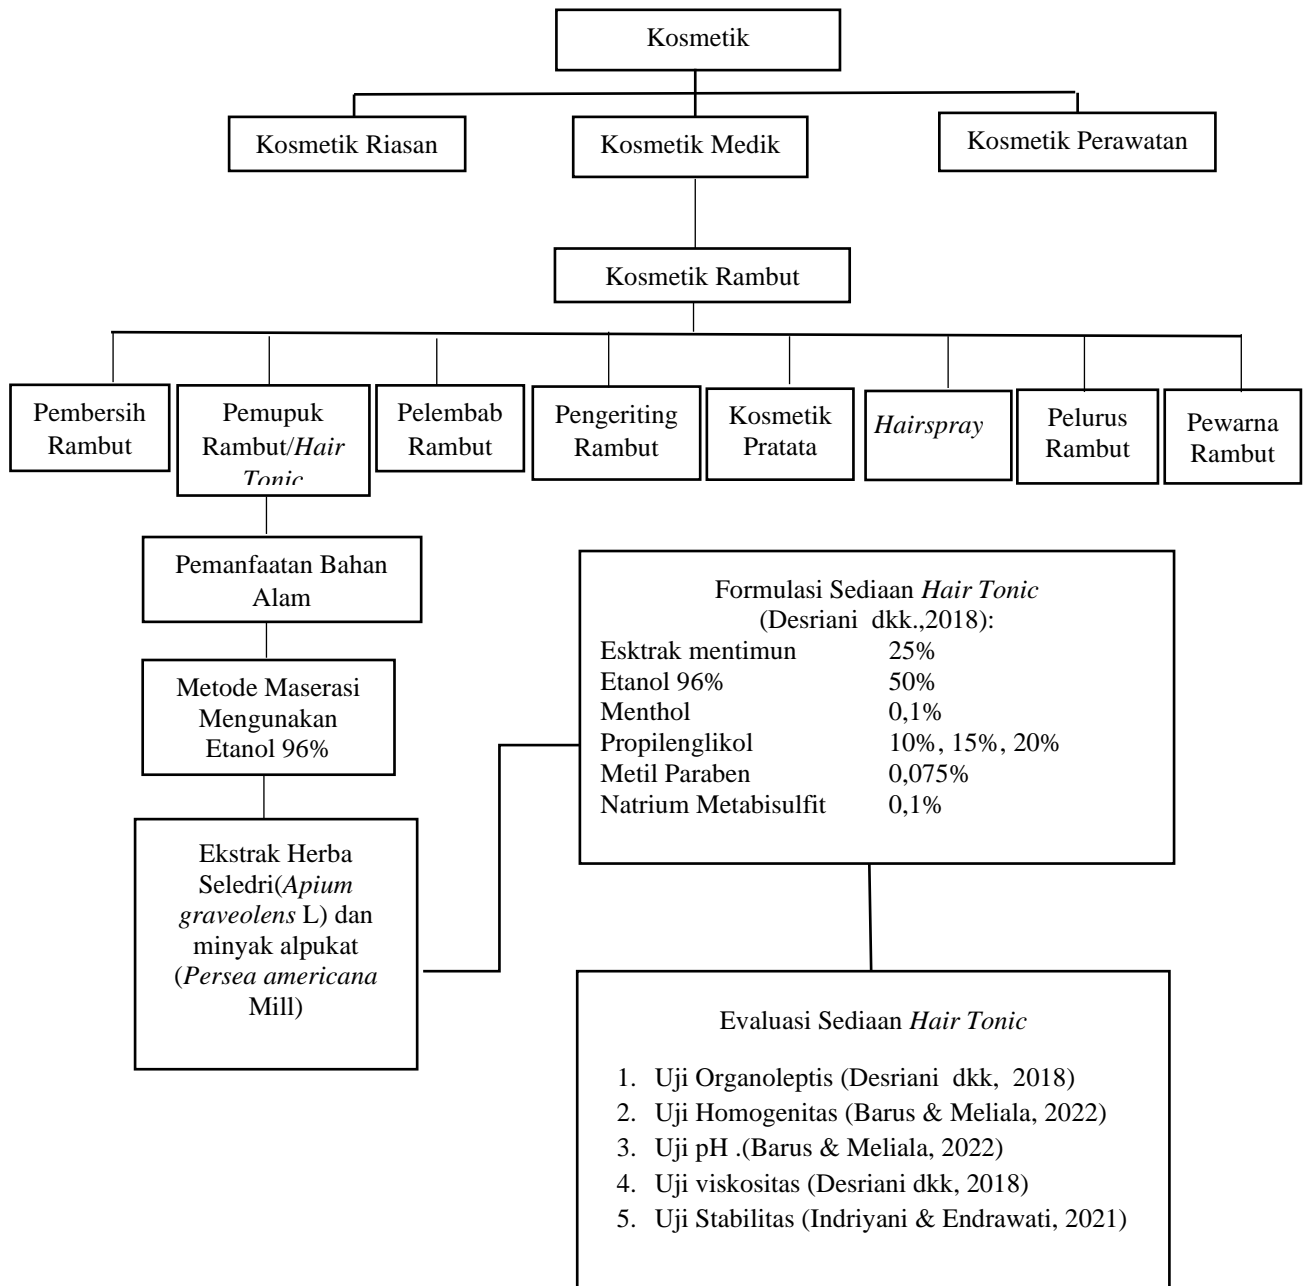 Kosmetik
Kosmetik Riasan
Kosmetik Medik
Kosmetik Perawatan
Kosmetik Rambut
Pembersih
Rambut
Pemupuk
Rambut/Hair
Tonic
Pelembab
Rambut
Pengeriting
Rambut
Kosmetik
Pratata
Hairspray
Pelurus
Rambut
Pewarna
Rambut
Pemanfaatan Bahan
Alam
Metode Maserasi
Mengunakan
Etanol 96%
Ekstrak Herba
Seledri(Apium
graveolens L) dan
minyak alpukat
(Persea americana
Mill)
Formulasi Sediaan Hair Tonic
(Desriani dkk.,2018):
Esktrak mentimun 25%
Etanol 96% 50%
Menthol 0,1%
Propilenglikol 10%, 15%, 20%
Metil Paraben 0,075%
Natrium Metabisulfit 0,1%
Evaluasi Sediaan Hair Tonic
1. Uji Organoleptis (Desriani dkk, 2018)
2. Uji Homogenitas (Barus & Meliala, 2022)
3. Uji pH .(Barus & Meliala, 2022)
4. Uji viskositas (Desriani dkk, 2018)
5. Uji Stabilitas (Indriyani & Endrawati, 2021)